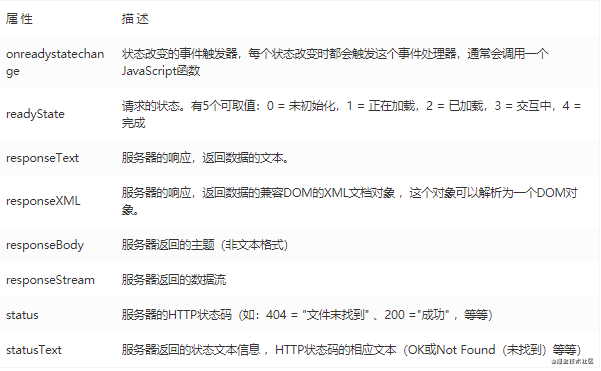 属 性 描 述
onreadystatechan
ge
状态改变的事件触发器，每个状态改变时都会触发这个事件处理器，通常会调用一个
JavaScript函数
readyState
请求的状态。有5个可取值：0 = 未初始化，1 = 正在加载，2 = 已加载，3 = 交互中，4 =
完成
responseText 服务器的响应，返回数据的文本。
responseXML
服务器的响应，返回数据的兼容DOM的XML文档对象 ，这个对象可以解析为一个DOM对
象。
responseBody 服务器返回的主题（非文本格式）
responseStream 服务器返回的数据流
status 服务器的HTTP状态码（如：404 = "文件末找到" 、200 ="成功" ，等等）
statusText 服务器返回的状态文本信息 ，HTTP状态码的相应文本（OK或Not Found（未找到）等等）
@掘金技术社区